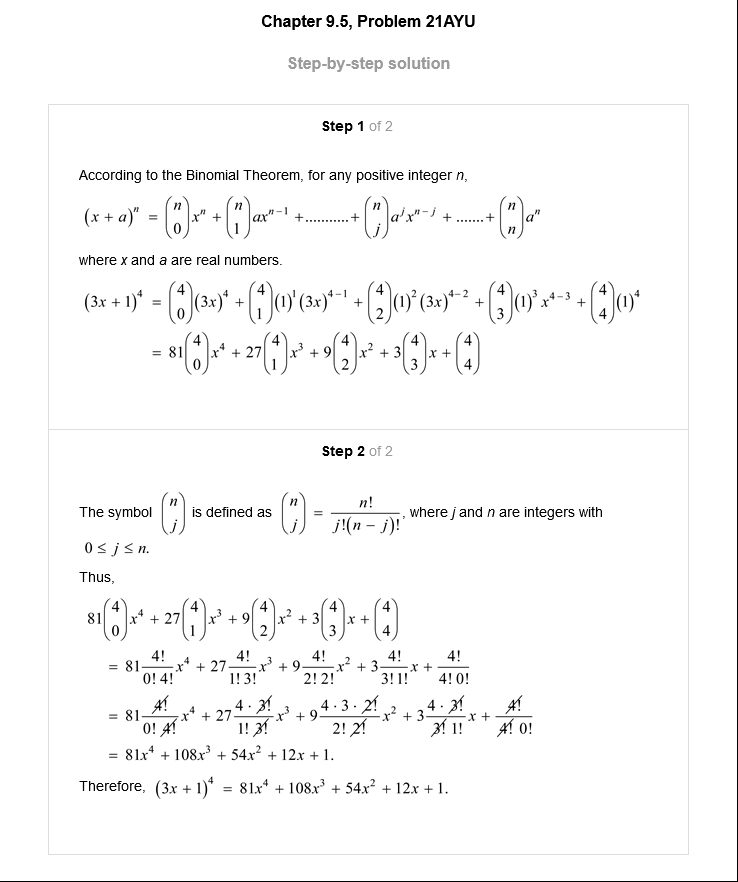 Chapter 9.5, Problem 21AYU
Step-by-step solution
Step 1 of 2
According to the Binomial Theorem, for any positive integer n,
(x + a)^n = \binom{n}{0} x^n + \binom{n}{1} ax^{n-1} +...........+ \binom{n}{j} a^j x^{n-j} + .......+ \binom{n}{n} a^n
where x and a are real numbers.
(3x + 1)^4 = \binom{4}{0} (3x)^4 + \binom{4}{1} (1)^1 (3x)^{4-1} + \binom{4}{2} (1)^2 (3x)^{4-2} + \binom{4}{3} (1)^3 x^{4-3} + \binom{4}{4} (1)^4
= 81 \binom{4}{0} x^4 + 27 \binom{4}{1} x^3 + 9 \binom{4}{2} x^2 + 3 \binom{4}{3} x + \binom{4}{4}
Step 2 of 2
The symbol \binom{n}{j} is defined as \binom{n}{j} = \frac{n!}{j!(n - j)!}, where j and n are integers with
0 ≤ j ≤ n.
Thus,
81 \binom{4}{0} x^4 + 27 \binom{4}{1} x^3 + 9 \binom{4}{2} x^2 + 3 \binom{4}{3} x + \binom{4}{4}
= 81 \frac{4!}{0! 4!} x^4 + 27 \frac{4!}{1! 3!} x^3 + 9 \frac{4!}{2! 2!} x^2 + 3 \frac{4!}{3! 1!} x + \frac{4!}{4! 0!}
= 81 \frac{\cancel{4!}}{0! \cancel{4!}} x^4 + 27 \frac{4 · \cancel{3!}}{1! \cancel{3!}} x^3 + 9 \frac{4 · 3 · \cancel{2!}}{2! \cancel{2!}} x^2 + 3 \frac{4 · \cancel{3!}}{\cancel{3!} 1!} x + \frac{\cancel{4!}}{\cancel{4!} 0!}
= 81x^4 + 108x^3 + 54x^2 + 12x + 1.
Therefore, (3x + 1)^4 = 81x^4 + 108x^3 + 54x^2 + 12x + 1.